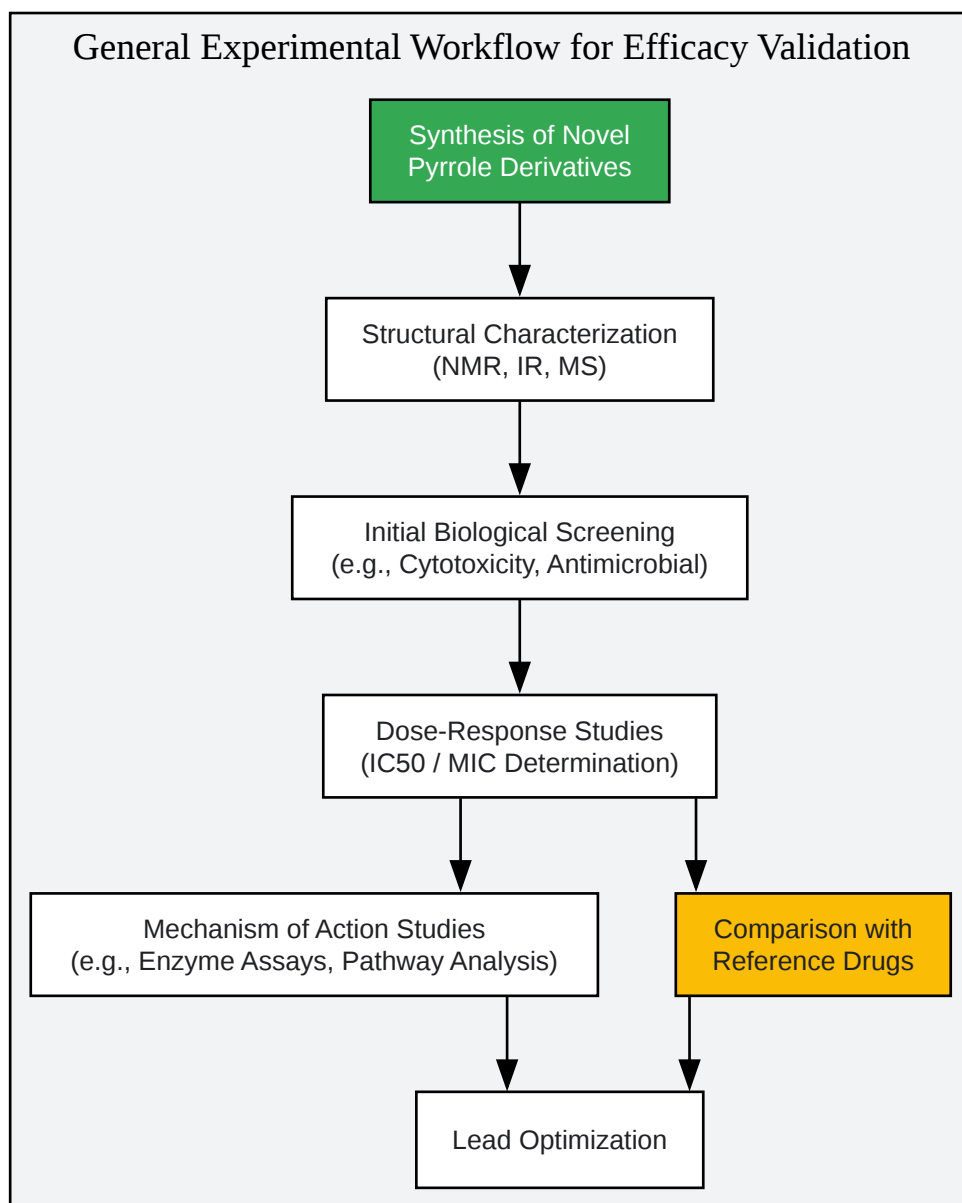 General Experimental Workflow for Efficacy Validation
Synthesis of Novel
Pyrrole Derivatives
Structural Characterization
(NMR, IR, MS)
Initial Biological Screening
(e.g., Cytotoxicity, Antimicrobial)
Dose-Response Studies
(IC50 / MIC Determination)
Mechanism of Action Studies
(e.g., Enzyme Assays, Pathway Analysis)
Comparison with
Reference Drugs
Lead Optimization